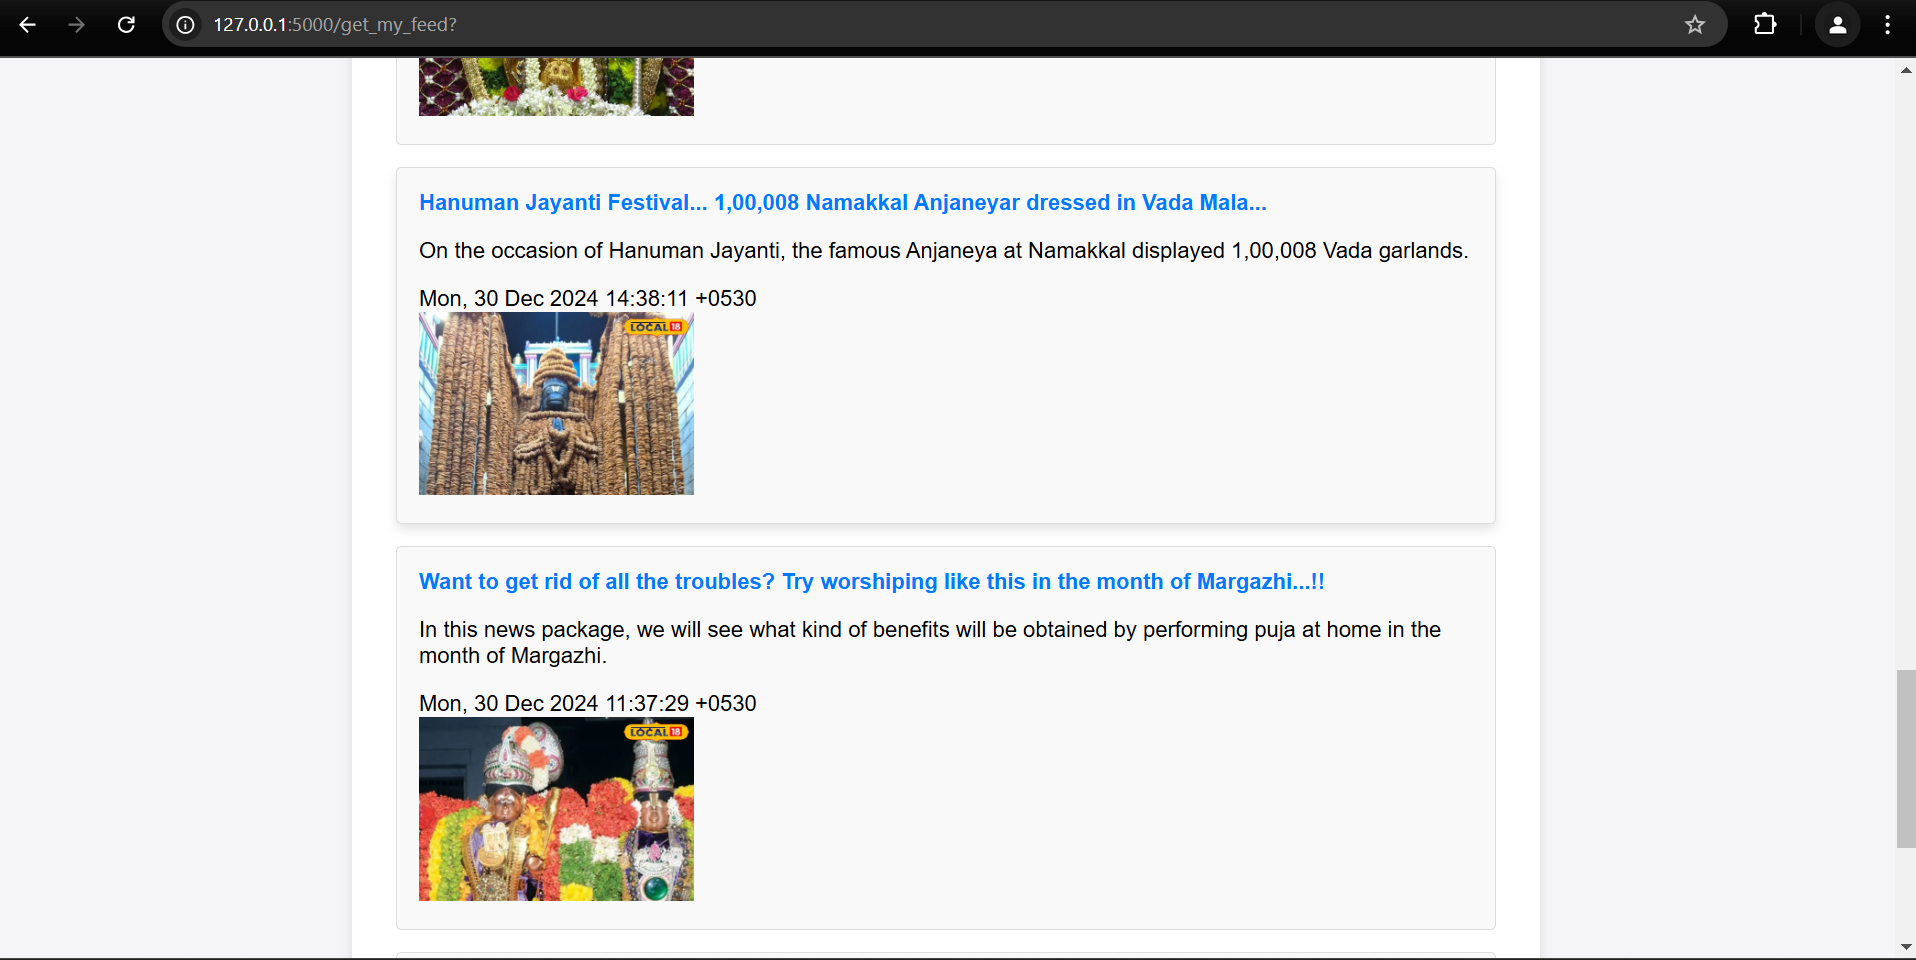 127.0.0.1:5000/get_my_feed?
Hanuman Jayanti Festival... 1,00,008 Namakkal Anjaneyar dressed in Vada Mala...
On the occasion of Hanuman Jayanti, the famous Anjaneya at Namakkal displayed 1,00,008 Vada garlands.
Mon, 30 Dec 2024 14:38:11 +0530
LOCAL 18
Want to get rid of all the troubles? Try worshiping like this in the month of Margazhi...!!
In this news package, we will see what kind of benefits will be obtained by performing puja at home in the
month of Margazhi.
Mon, 30 Dec 2024 11:37:29 +0530
LOCAL 18